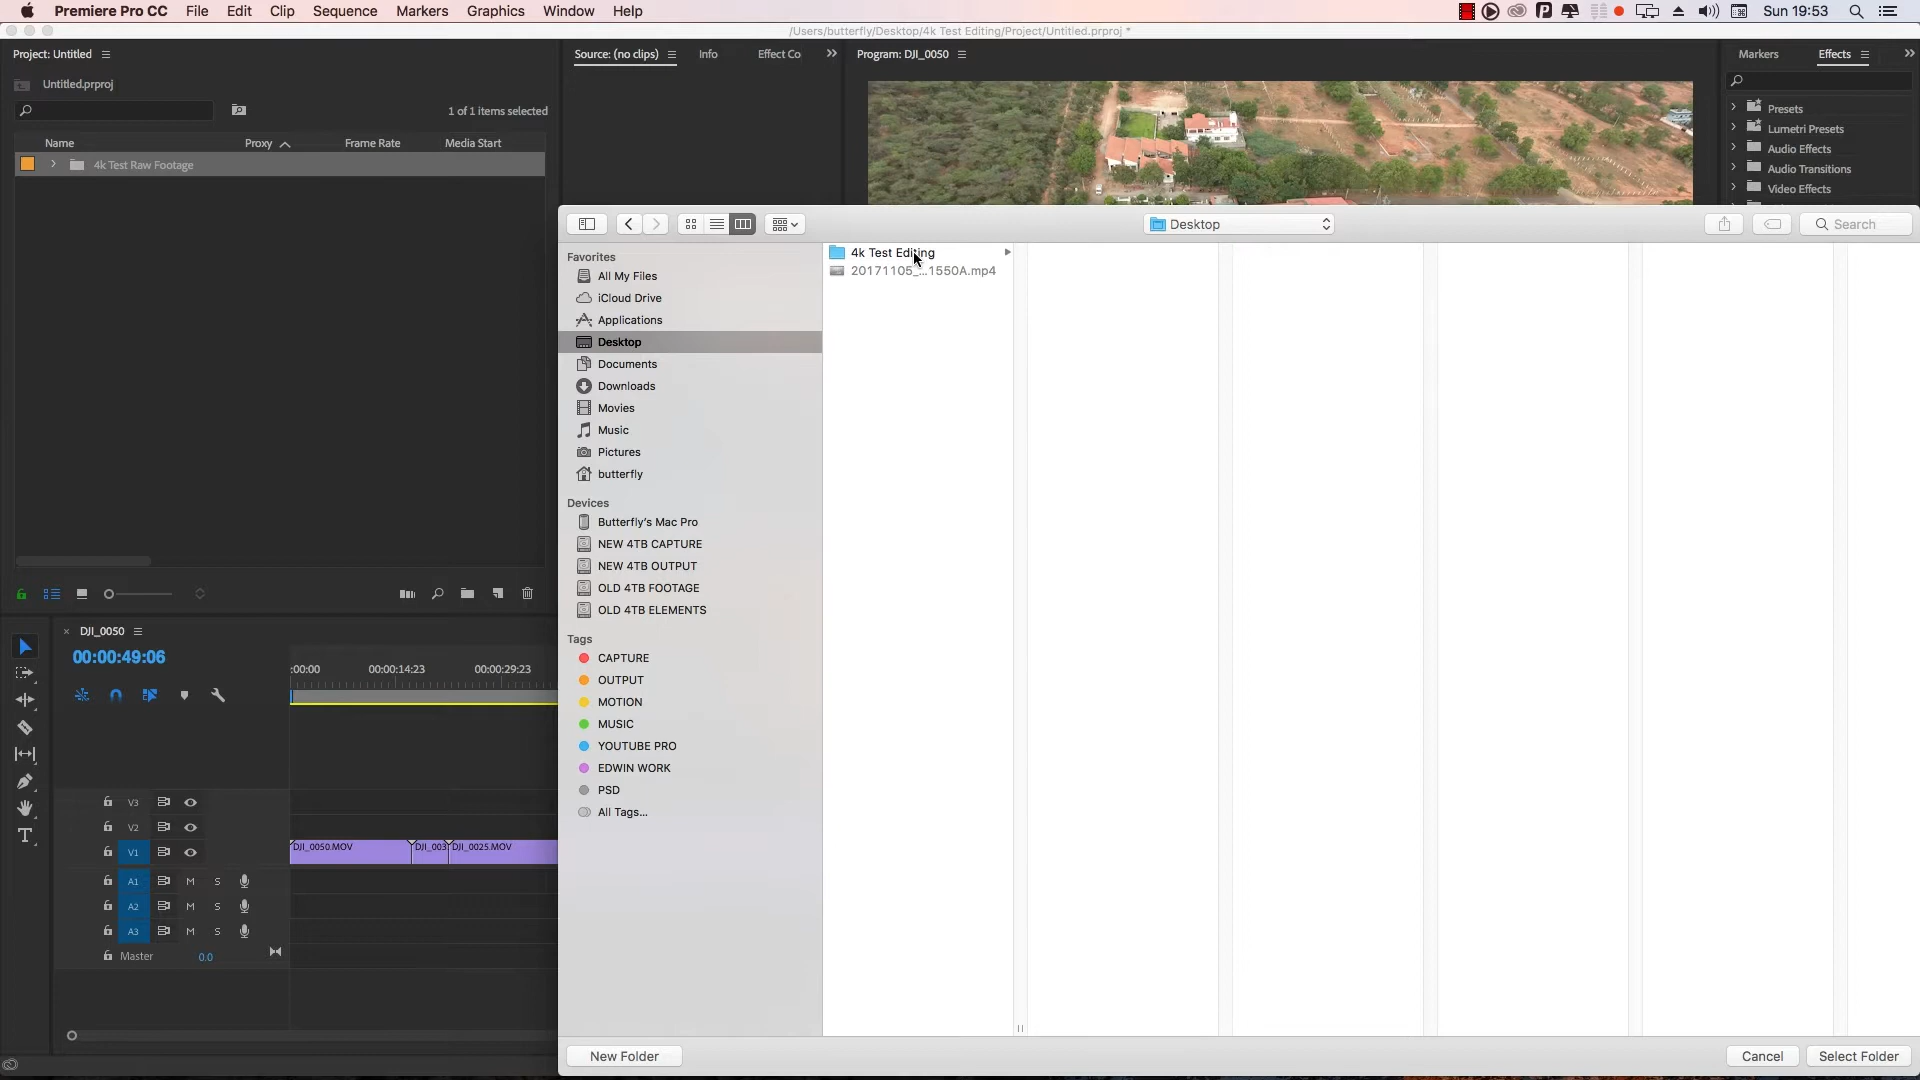 Premiere Pro CC File Edit Clip Sequence Markers Graphics Window Help Sun 19:53
/Users/butterfly/Desktop/4k Test Editing/Project/Untitled.prproj *
Project: Untitled
Source: (no clips) Info Effect Co
Program: DJI_0050
Markers Effects
Untitled.prproj
1 of 1 items selected
Name Proxy Frame Rate Media Start
4k Test Raw Footage
Presets
Lumetri Presets
Audio Effects
Audio Transitions
Video Effects
Desktop
Search
Favorites
All My Files
iCloud Drive
Applications
Desktop
Documents
Downloads
Movies
Music
Pictures
butterfly
Devices
Butterfly's Mac Pro
NEW 4TB CAPTURE
NEW 4TB OUTPUT
OLD 4TB FOOTAGE
OLD 4TB ELEMENTS
Tags
CAPTURE
OUTPUT
MOTION
MUSIC
YOUTUBE PRO
EDWIN WORK
PSD
All Tags...
4k Test Editing
20171105_...1550A.mp4
DJI_0050
00:00:49:06
:00:00 00:00:14:23 00:00:29:23
V3
V2
V1
DJI_0050.MOV DJI_003 DJI_0025.MOV
A1 M S
A2 M S
A3 M S
Master 0.0
New Folder Cancel Select Folder